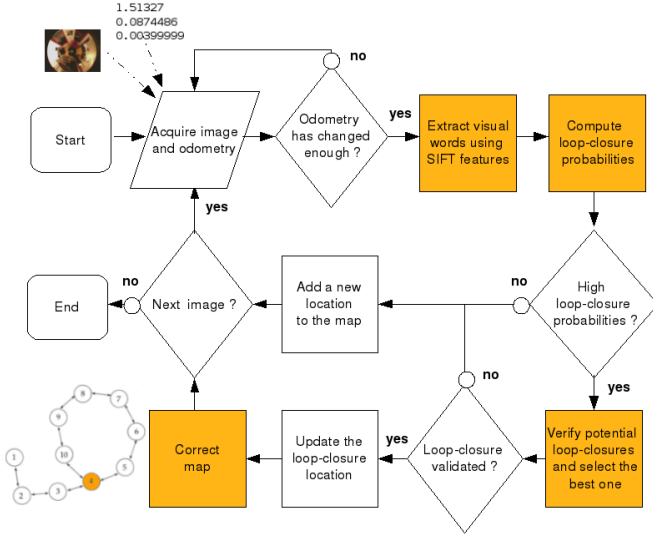 1.51327
0.0874486
0.00399999
no
Start
Acquire image
and odometry
Odometry
has changed
enough ?
yes
Extract visual
words using
SIFT features
Compute
loop-closure
probabilities
yes
End
no
Next image ?
Add a new
location
to the map
no
High
loop-closure
probabilities ?
no
yes
Correct
map
Update the
loop-closure
location
yes
Loop-closure
validated ?
Verify potential
loop-closures
and select the
best one
8
7
9
6
1
10
5
4
2
3